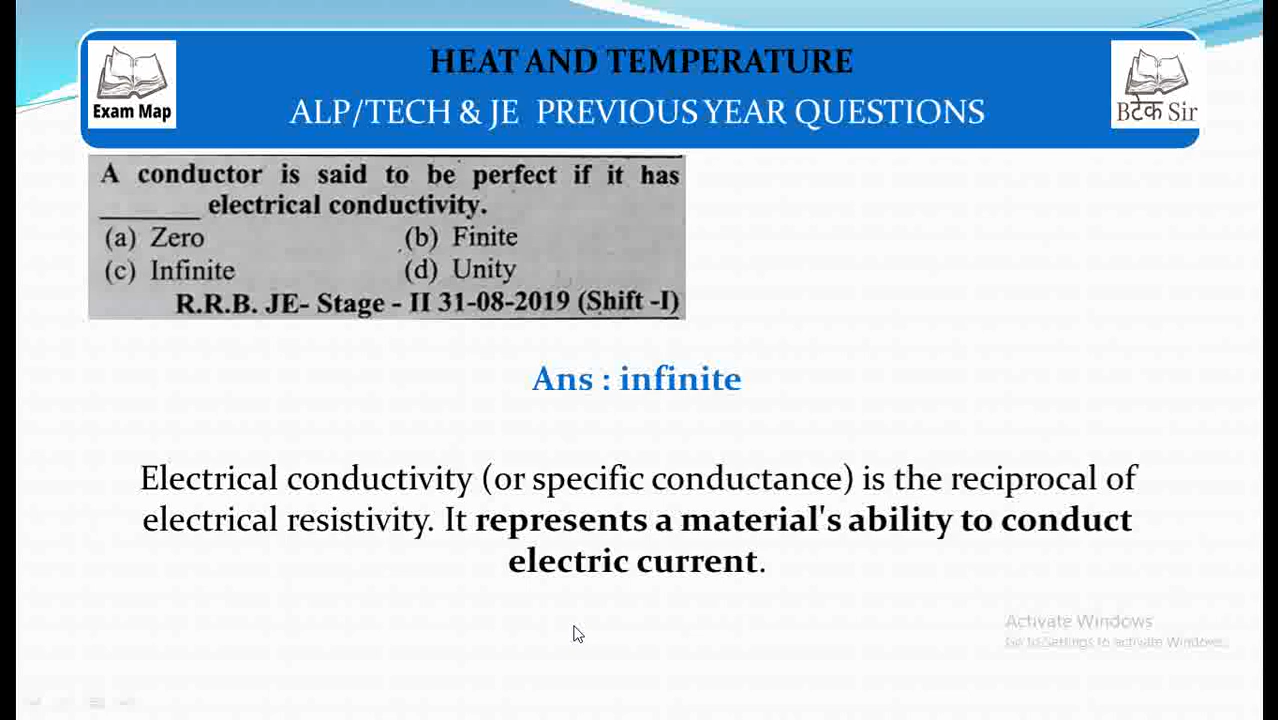 HEAT AND TEMPERATURE
ALP/TECH & JE PREVIOUS YEAR QUESTIONS
Exam Map
Bटेक Sir
A conductor is said to be perfect if it has
_______ electrical conductivity.
(a) Zero (b) Finite
(c) Infinite (d) Unity
R.R.B. JE- Stage - II 31-08-2019 (Shift -I)
Ans : infinite
Electrical conductivity (or specific conductance) is the reciprocal of
electrical resistivity. It represents a material's ability to conduct
electric current.
Activate Windows
Go to Settings to activate Windows.